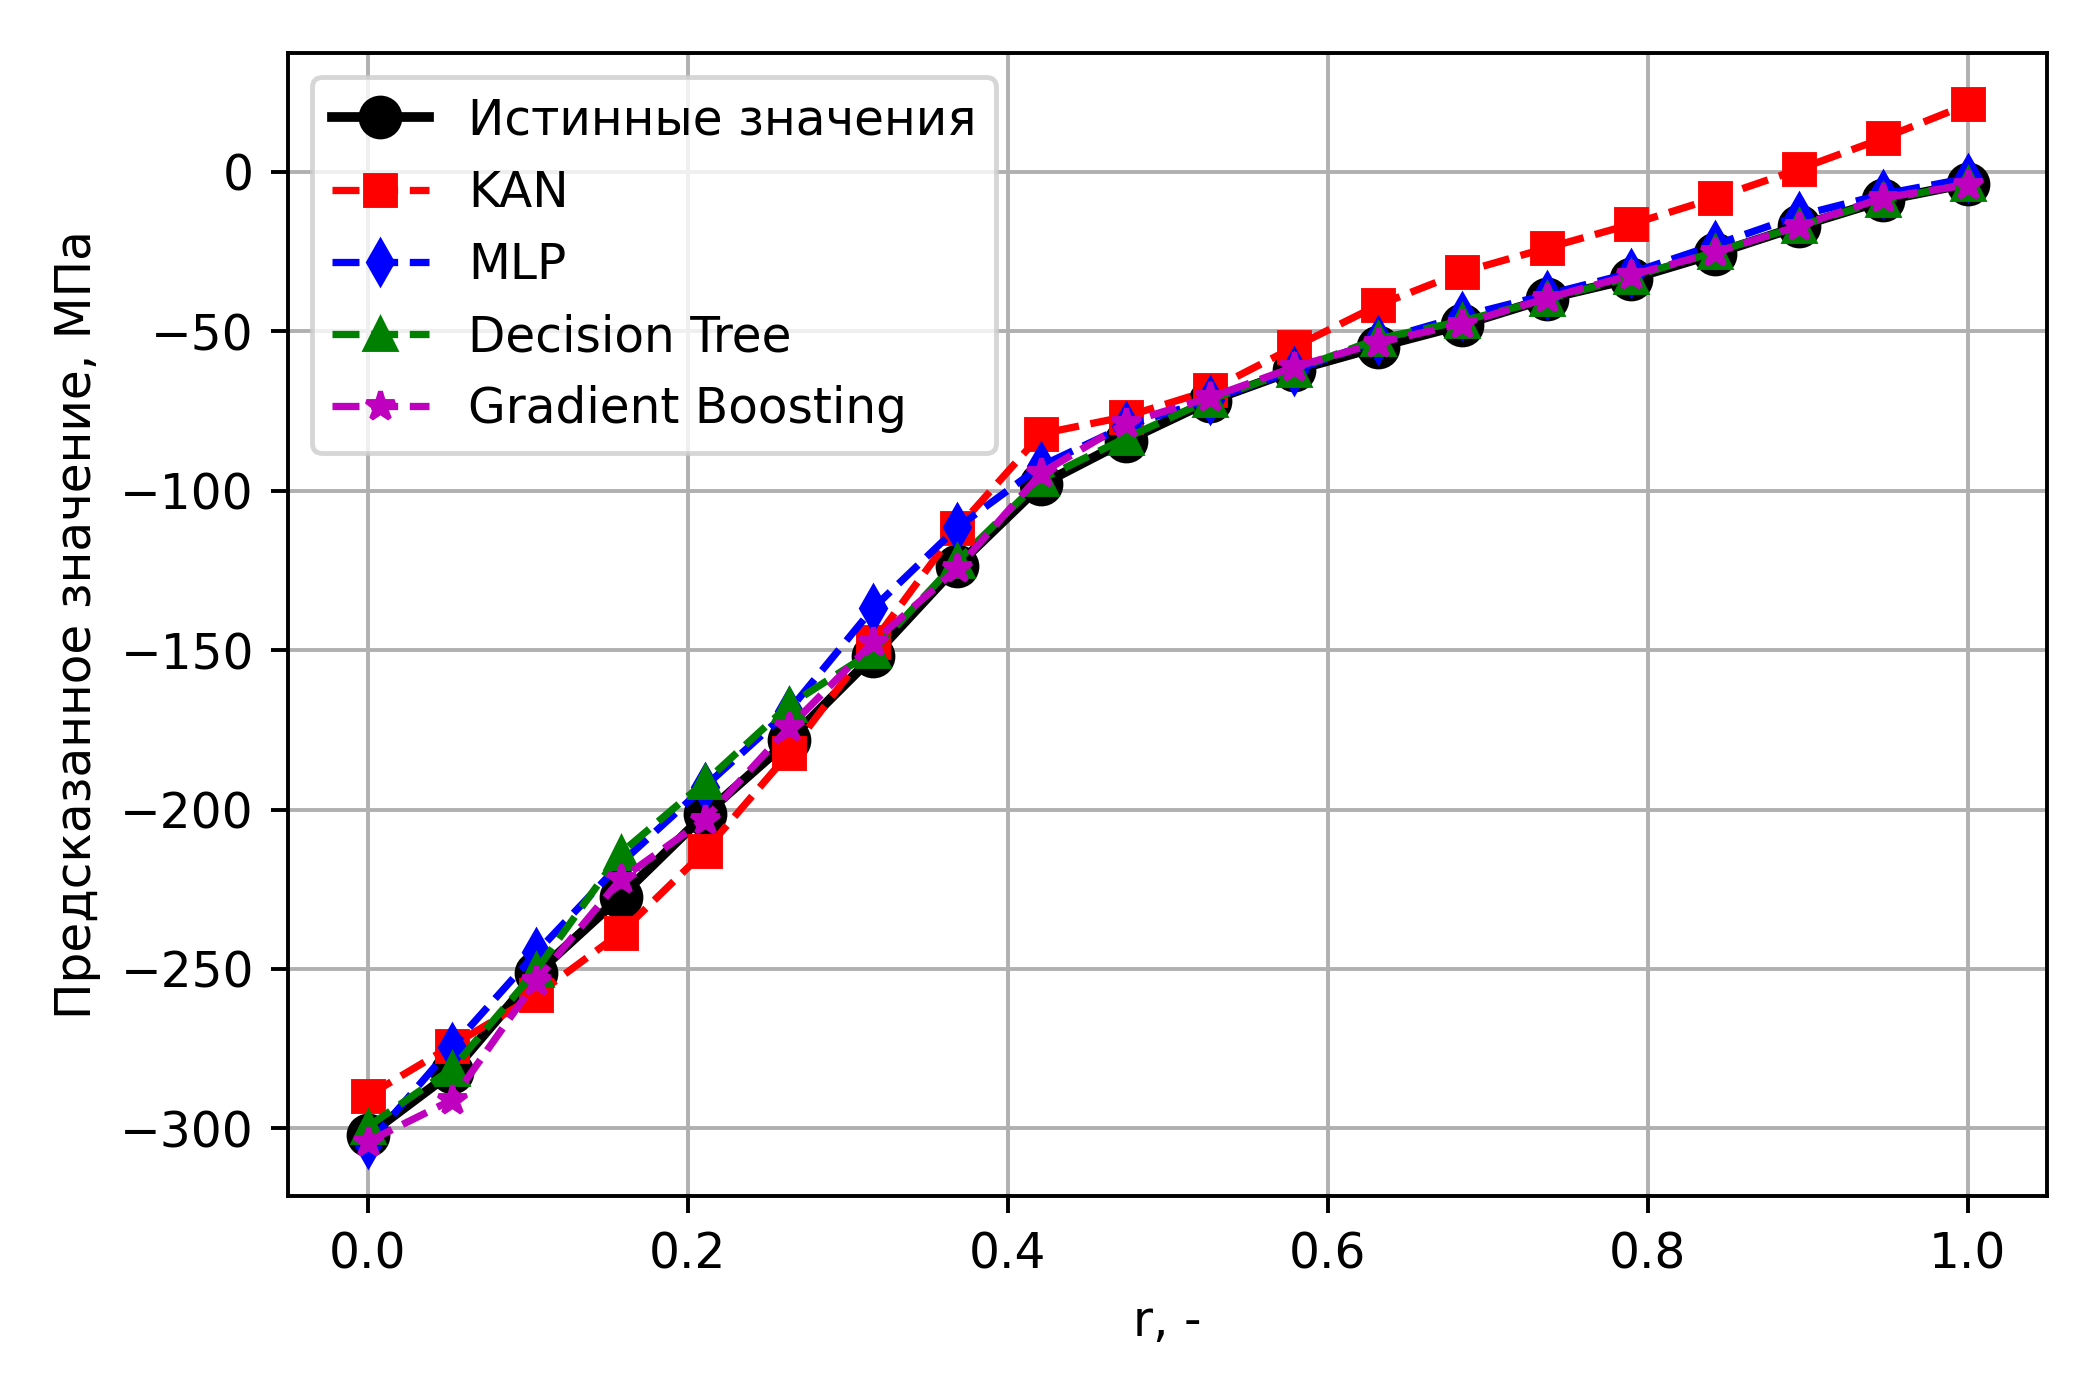 Истинные значения
KAN
MLP
Decision Tree
Gradient Boosting
Предсказанное значение, МПа
0
−50
−100
−150
−200
−250
−300
0.0 0.2 0.4 0.6 0.8 1.0
r, -